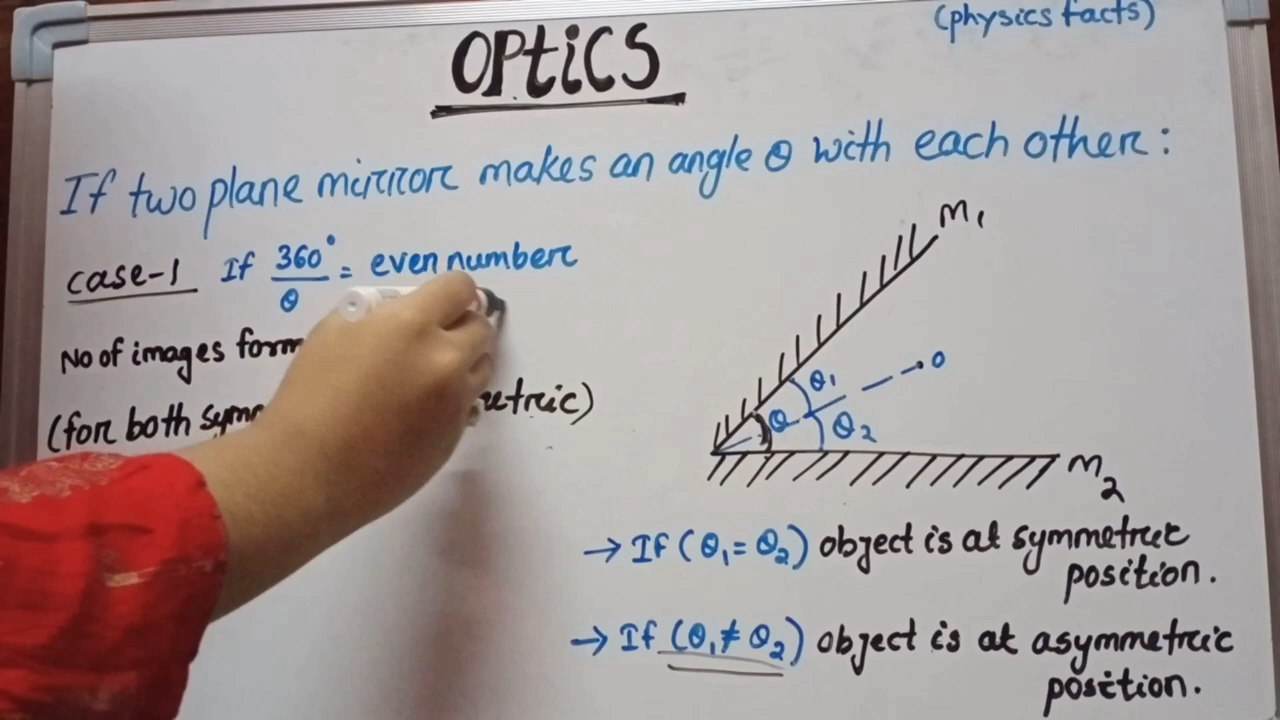 (physics facts)
OPtiCS
If two plane mirror makes an angle θ with each other:
case-1 If 360°/θ = even number
No of images form
(for both symm etric)
M1
θ1
O
θ
θ2
M2
→ If (θ1 = θ2) object is at symmetric
position.
→ If (θ1 ≠ θ2) object is at asymmetric
position.